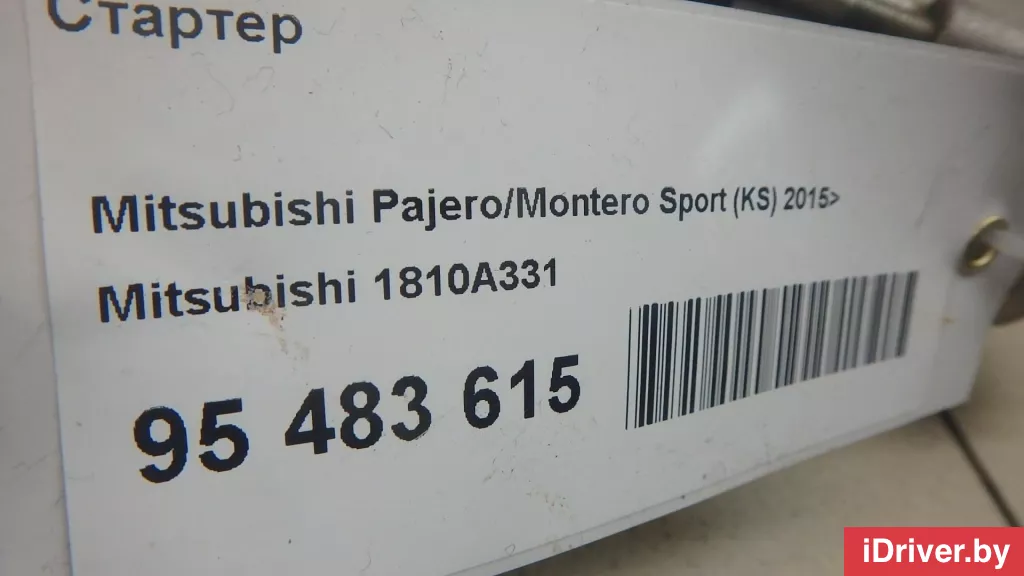 Стартер
Mitsubishi Pajero/Montero Sport (KS) 2015>
Mitsubishi 1810A331
95 483 615
iDriver.by